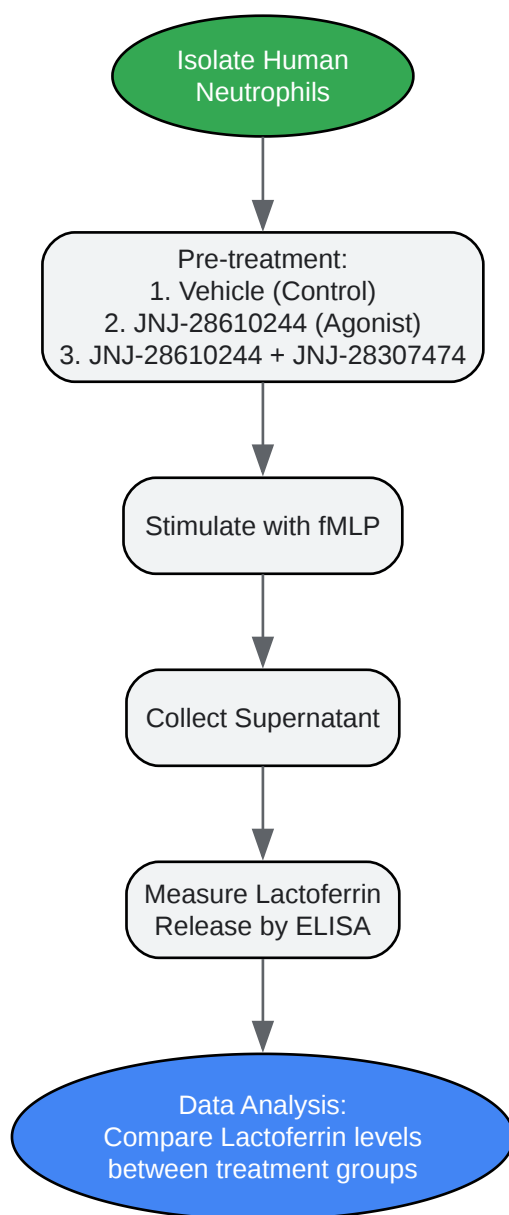 Isolate Human
Neutrophils
Pre-treatment:
1. Vehicle (Control)
2. JNJ-28610244 (Agonist)
3. JNJ-28610244 + JNJ-28307474
Stimulate with fMLP
Collect Supernatant
Measure Lactoferrin
Release by ELISA
Data Analysis:
Compare Lactoferrin levels
between treatment groups